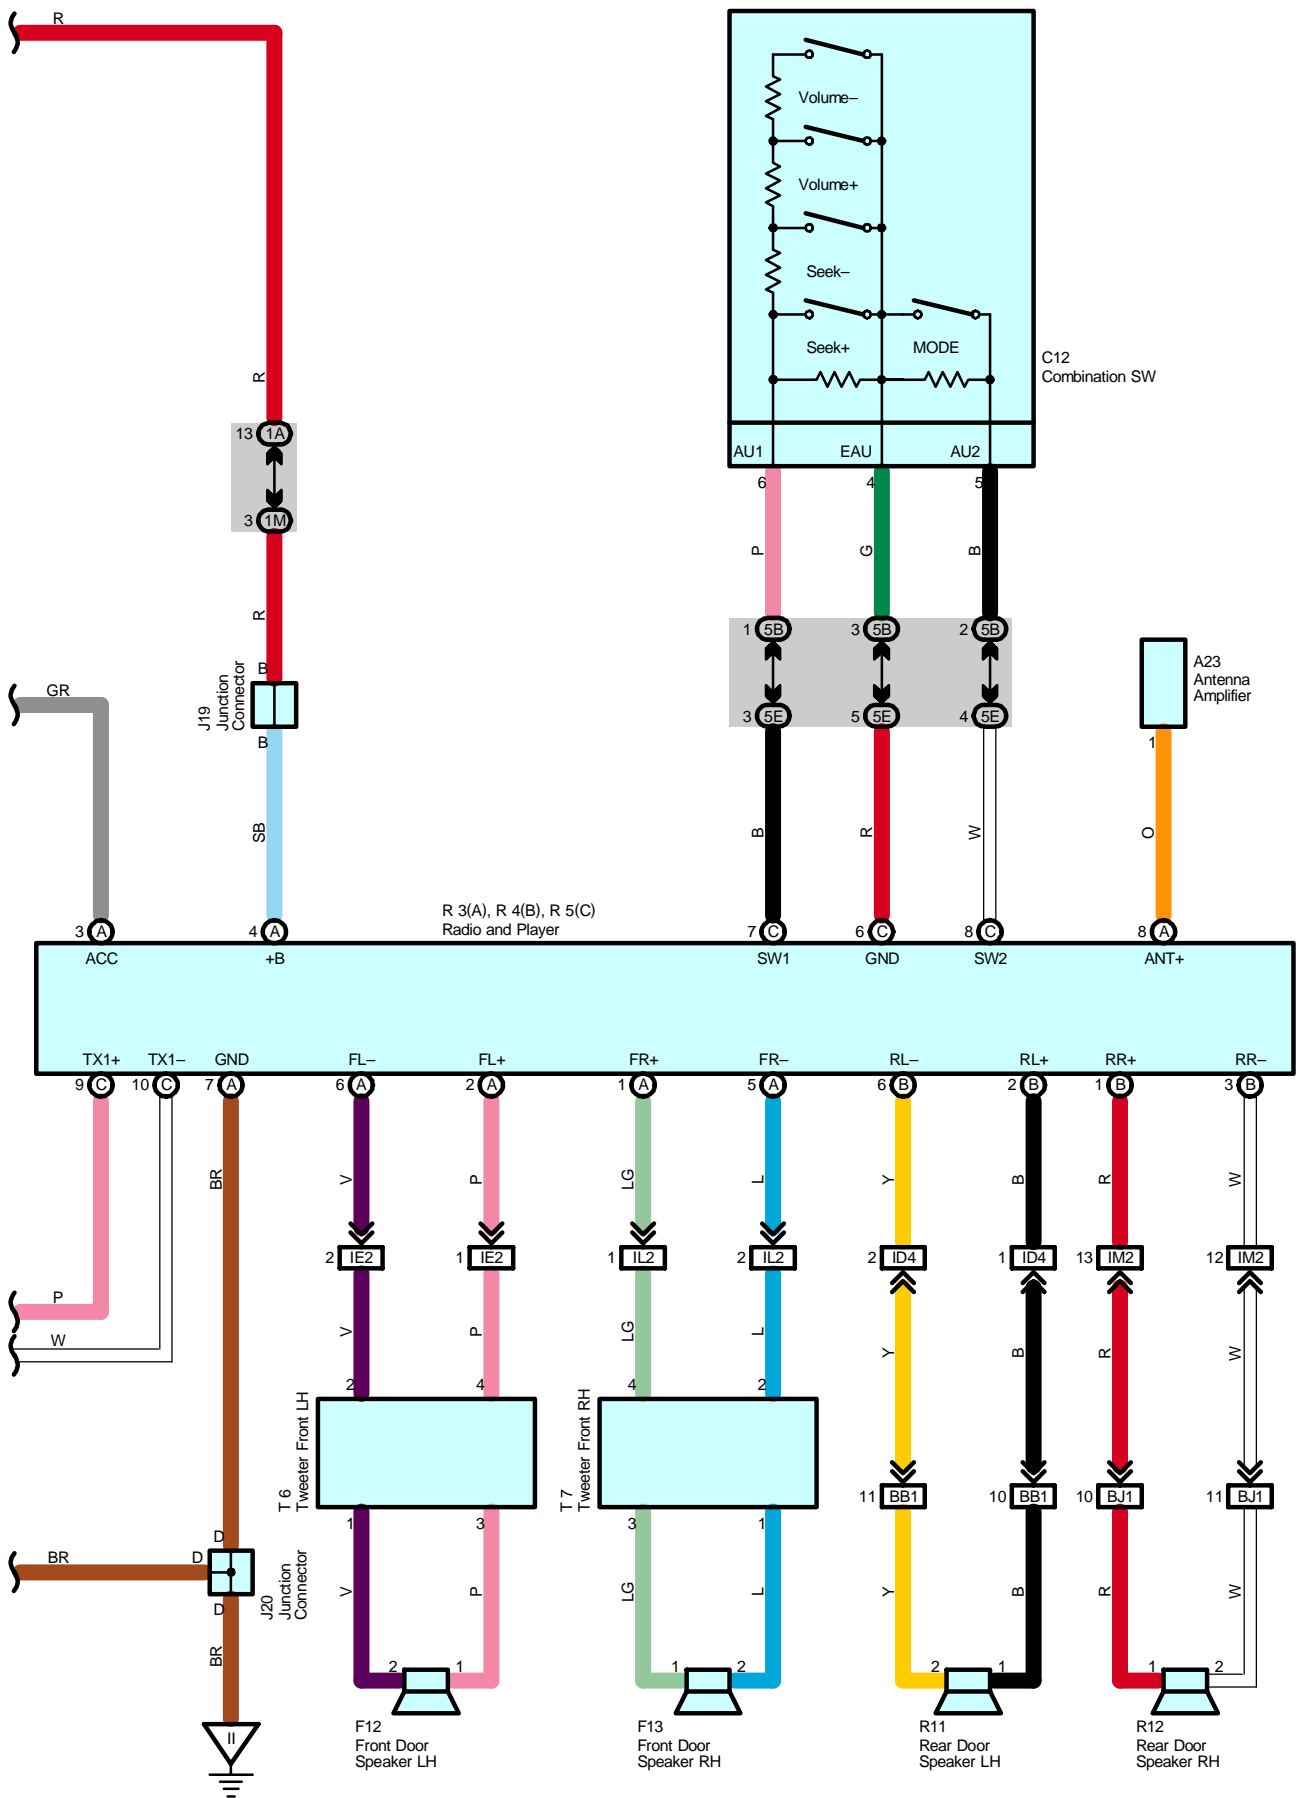 R
Volume–
Volume+
Seek–
Seek+
MODE
C12
Combination SW
AU1
EAU
AU2
6
4
5
R
13
1A
3
1M
P
G
B
R
1
5B
3
5B
2
5B
3
5E
5
5E
4
5E
A23
Antenna
Amplifier
1
GR
B
J19
Junction
Connector
B
SB
B
R
W
O
R 3(A), R 4(B), R 5(C)
Radio and Player
3
A
4
A
7
C
6
C
8
C
8
A
ACC
+B
SW1
GND
SW2
ANT+
TX1+
TX1–
GND
FL–
FL+
FR+
FR–
RL–
RL+
RR+
RR–
9
C
10
C
7
A
6
A
2
A
1
A
5
A
6
B
2
B
1
B
3
B
BR
V
P
LG
L
Y
B
R
W
2
IE2
1
IE2
1
IL2
2
IL2
2
ID4
1
ID4
13
IM2
12
IM2
P
W
V
P
LG
L
Y
B
R
W
2
4
4
2
T 6
Tweeter Front LH
T 7
Tweeter Front RH
11
BB1
10
BB1
10
BJ1
11
BJ1
1
3
3
1
D
BR
D
D
J20
Junction
Connector
BR
V
P
LG
L
Y
B
R
W
2
1
1
2
2
1
1
2
II
F12
Front Door
Speaker LH
F13
Front Door
Speaker RH
R11
Rear Door
Speaker LH
R12
Rear Door
Speaker RH